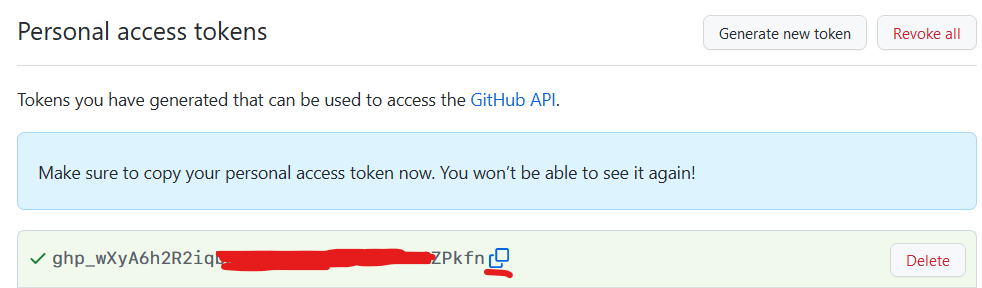 Personal access tokens
Generate new token
Revoke all
Tokens you have generated that can be used to access the GitHub API.
Make sure to copy your personal access token now. You won’t be able to see it again!
ghp_wXyA6h2R2iq ZPkfn
Delete